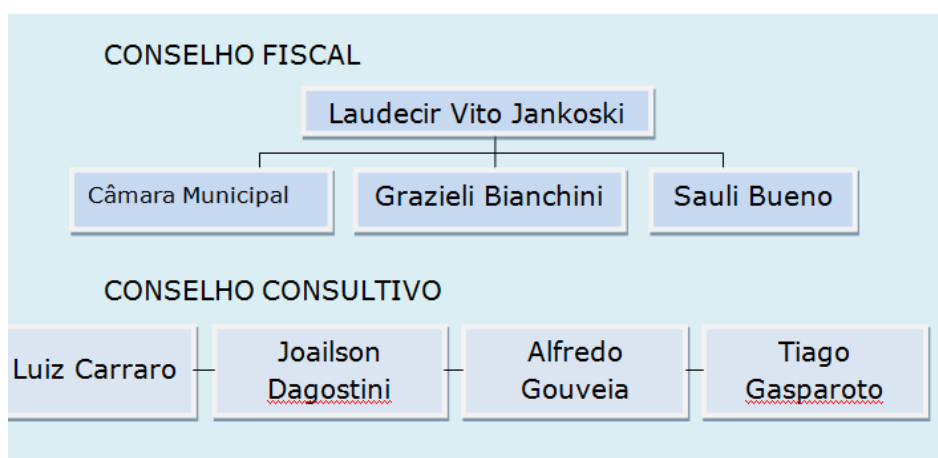 CONSELHO FISCAL
Laudecir Vito Jankoski
Câmara Municipal
Grazieli Bianchini
Sauli Bueno
CONSELHO CONSULTIVO
Luiz Carraro
Joailson
Dagostini
Alfredo
Gouveia
Tiago
Gasparoto